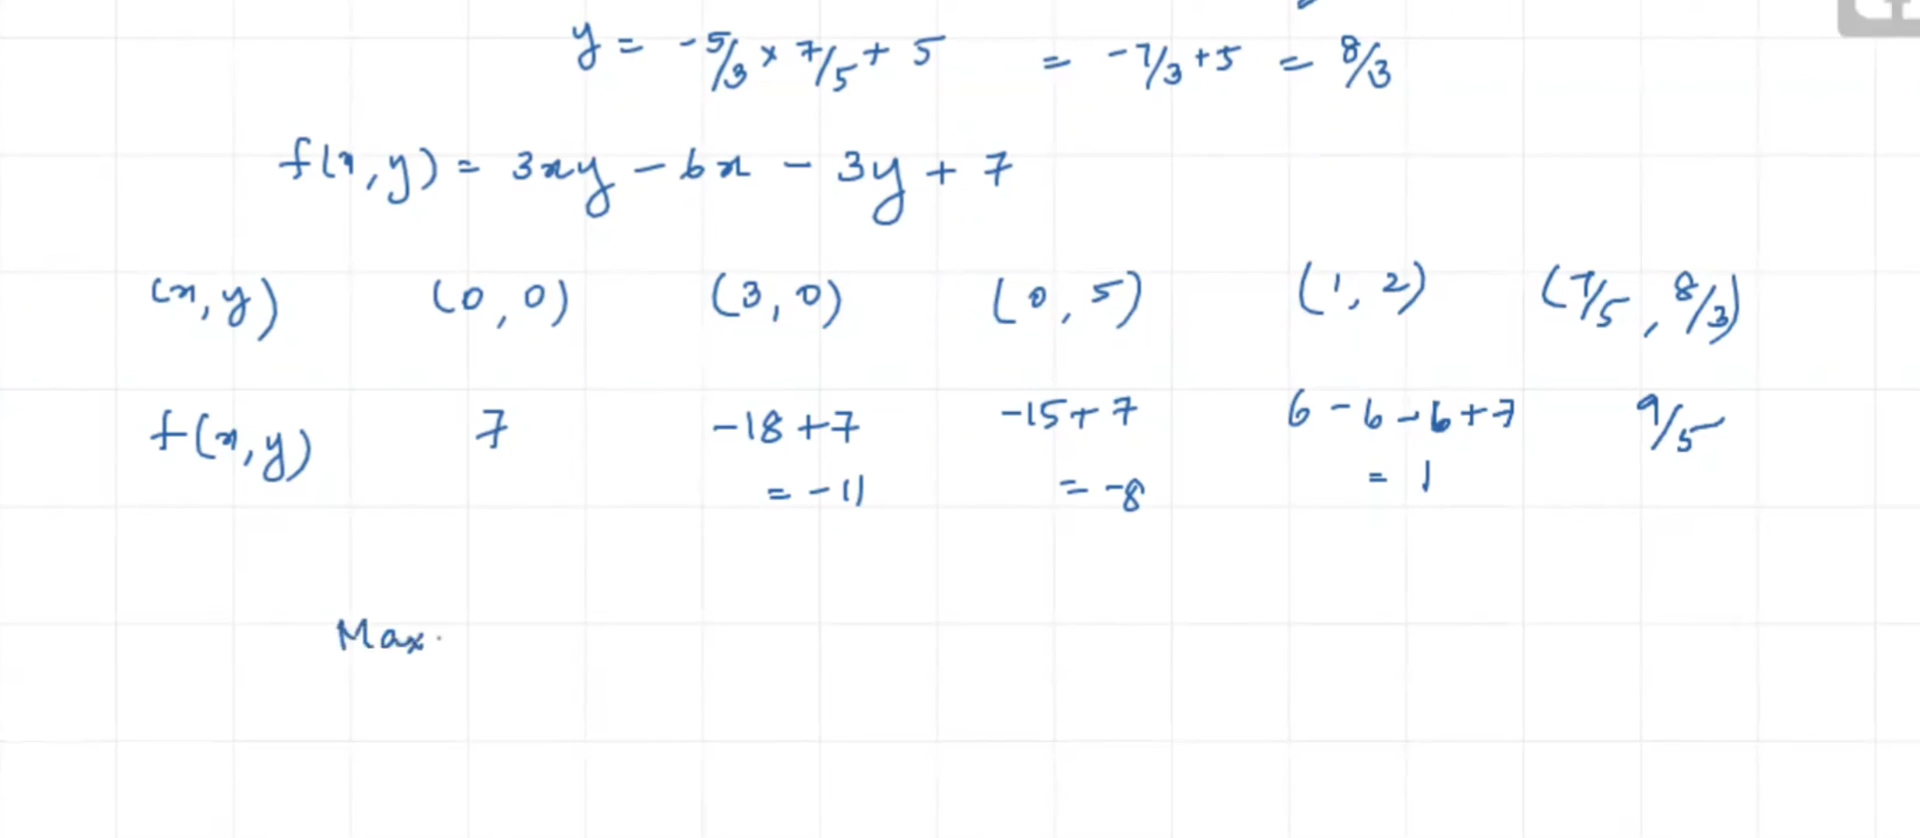 y = -5/3 × 7/5 + 5 = -7/3 + 5 = 8/3
f(x,y) = 3xy - 6x - 3y + 7
(x,y) (0,0) (3,0) (0,5) (1,2) (7/5, 8/3)
f(x,y) 7 -18+7 -15+7 6-6-6+7 9/5
= -11 = -8 = 1
Max.